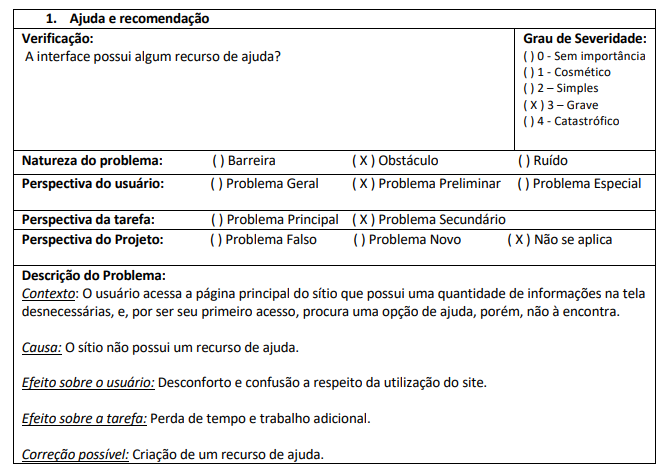 1. Ajuda e recomendação
Verificação:
A interface possui algum recurso de ajuda?
Grau de Severidade:
( ) 0 - Sem importância
( ) 1 - Cosmético
( ) 2 – Simples
( X ) 3 – Grave
( ) 4 - Catastrófico
Natureza do problema: ( ) Barreira ( X ) Obstáculo ( ) Ruído
Perspectiva do usuário: ( ) Problema Geral ( X ) Problema Preliminar ( ) Problema Especial
Perspectiva da tarefa: ( ) Problema Principal ( X ) Problema Secundário
Perspectiva do Projeto: ( ) Problema Falso ( ) Problema Novo ( X ) Não se aplica
Descrição do Problema:
Contexto: O usuário acessa a página principal do sítio que possui uma quantidade de informações na tela
desnecessárias, e, por ser seu primeiro acesso, procura uma opção de ajuda, porém, não à encontra.
Causa: O sítio não possui um recurso de ajuda.
Efeito sobre o usuário: Desconforto e confusão a respeito da utilização do site.
Efeito sobre a tarefa: Perda de tempo e trabalho adicional.
Correção possível: Criação de um recurso de ajuda.